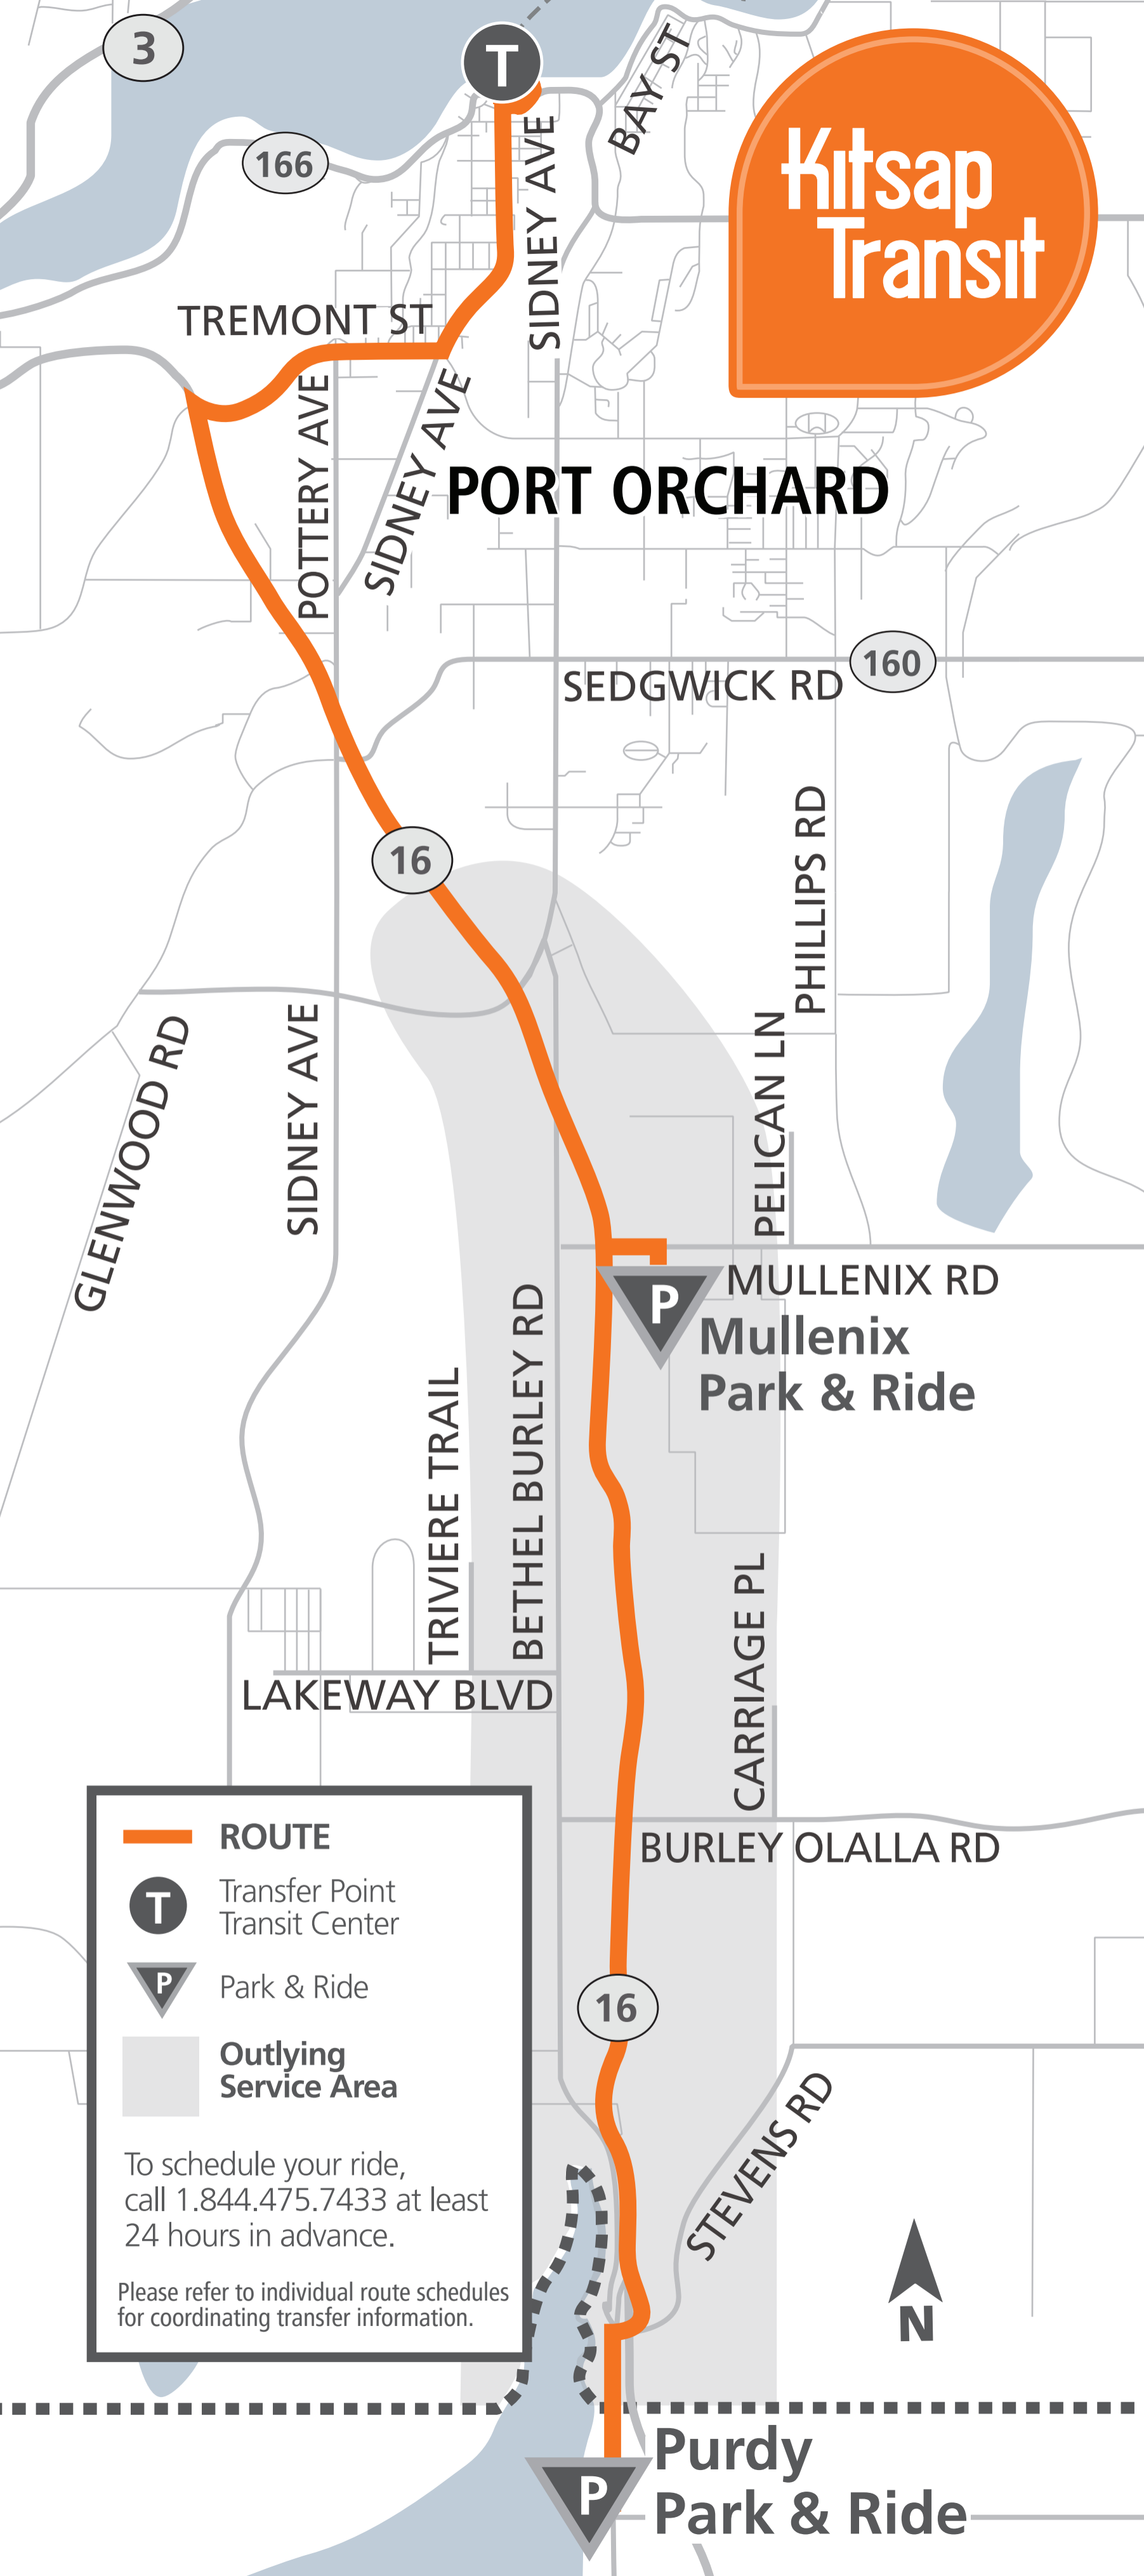 3
T
BAY ST
166
SIDNEY AVE
Kitsap
Transit
TREMONT ST
POTTERY AVE
SIDNEY AVE
PORT ORCHARD
160
SEDGWICK RD
PHILLIPS RD
16
GLENWOOD RD
SIDNEY AVE
PELICAN LN
MULLENIX RD
P
Mullenix
Park & Ride
TRIVIERE TRAIL
BETHEL BURLEY RD
CARRIAGE PL
LAKEWAY BLVD
BURLEY OLALLA RD
ROUTE
T
Transfer Point
Transit Center
P
Park & Ride
Outlying
Service Area
To schedule your ride,
call 1.844.475.7433 at least
24 hours in advance.
Please refer to individual route schedules
for coordinating transfer information.
16
STEVENS RD
N
P
Purdy
Park & Ride